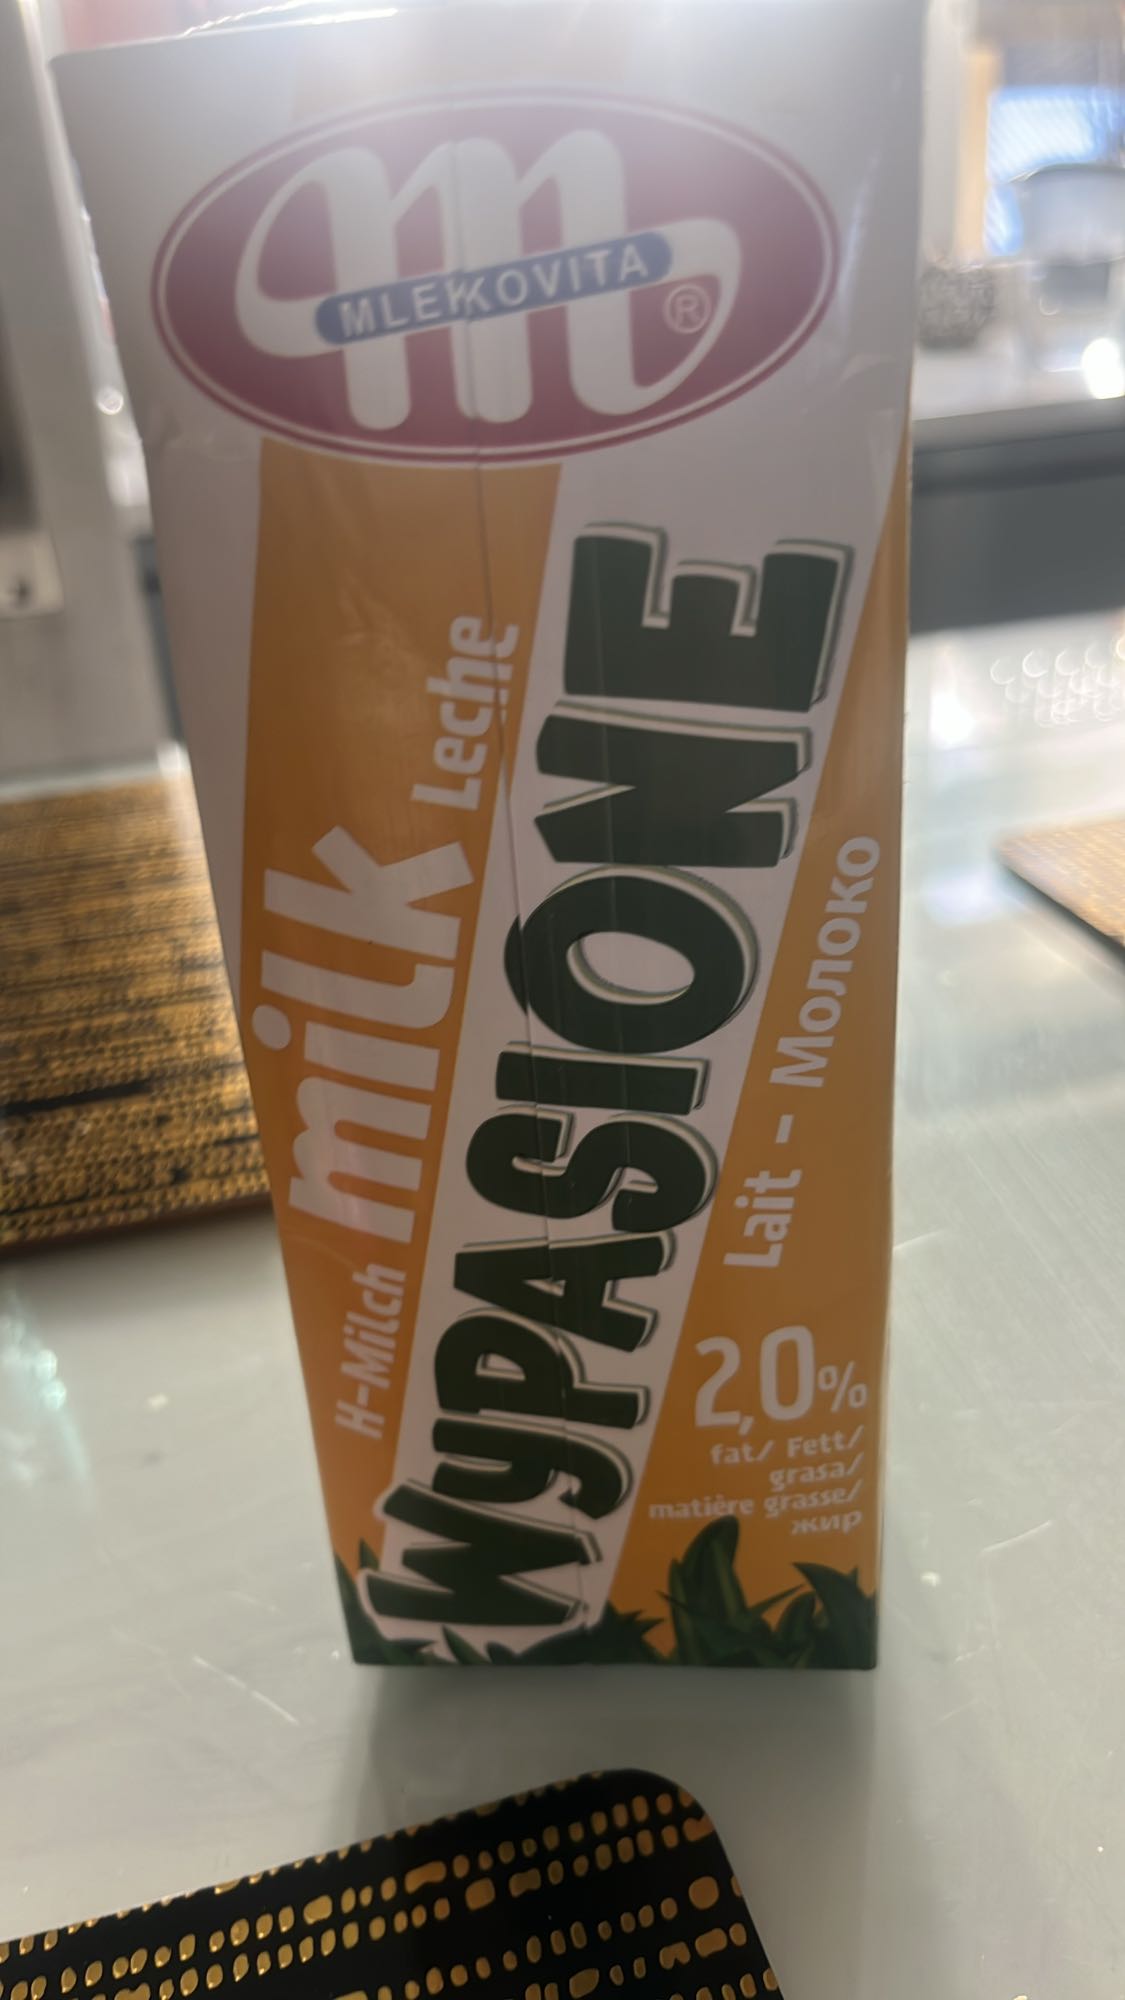 MLEKOVITA
®
H-Milch milk Leche
WYPASIONE
Lait - Молоко
2,0%
fat/ Fett/
grasa/
matière grasse/
жир